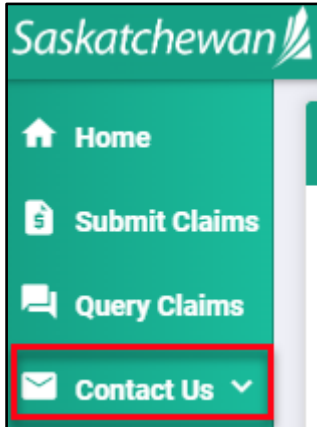 Saskatchewan
Home
Submit Claims
Query Claims
Contact Us